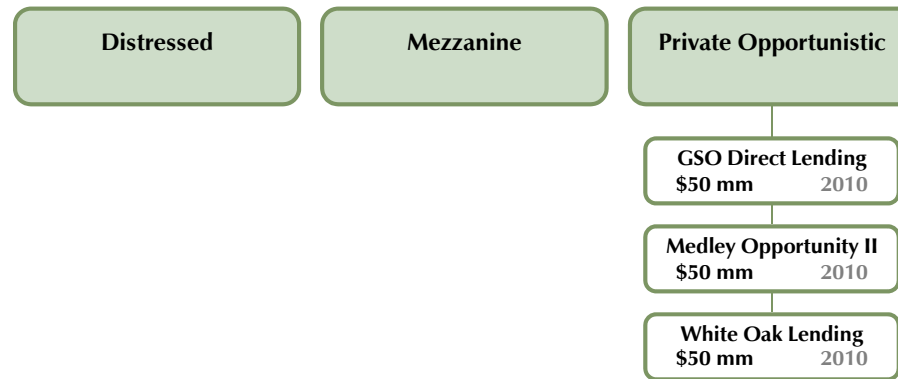 Distressed
Mezzanine
Private Opportunistic
GSO Direct Lending
$50 mm 2010
Medley Opportunity II
$50 mm 2010
White Oak Lending
$50 mm 2010